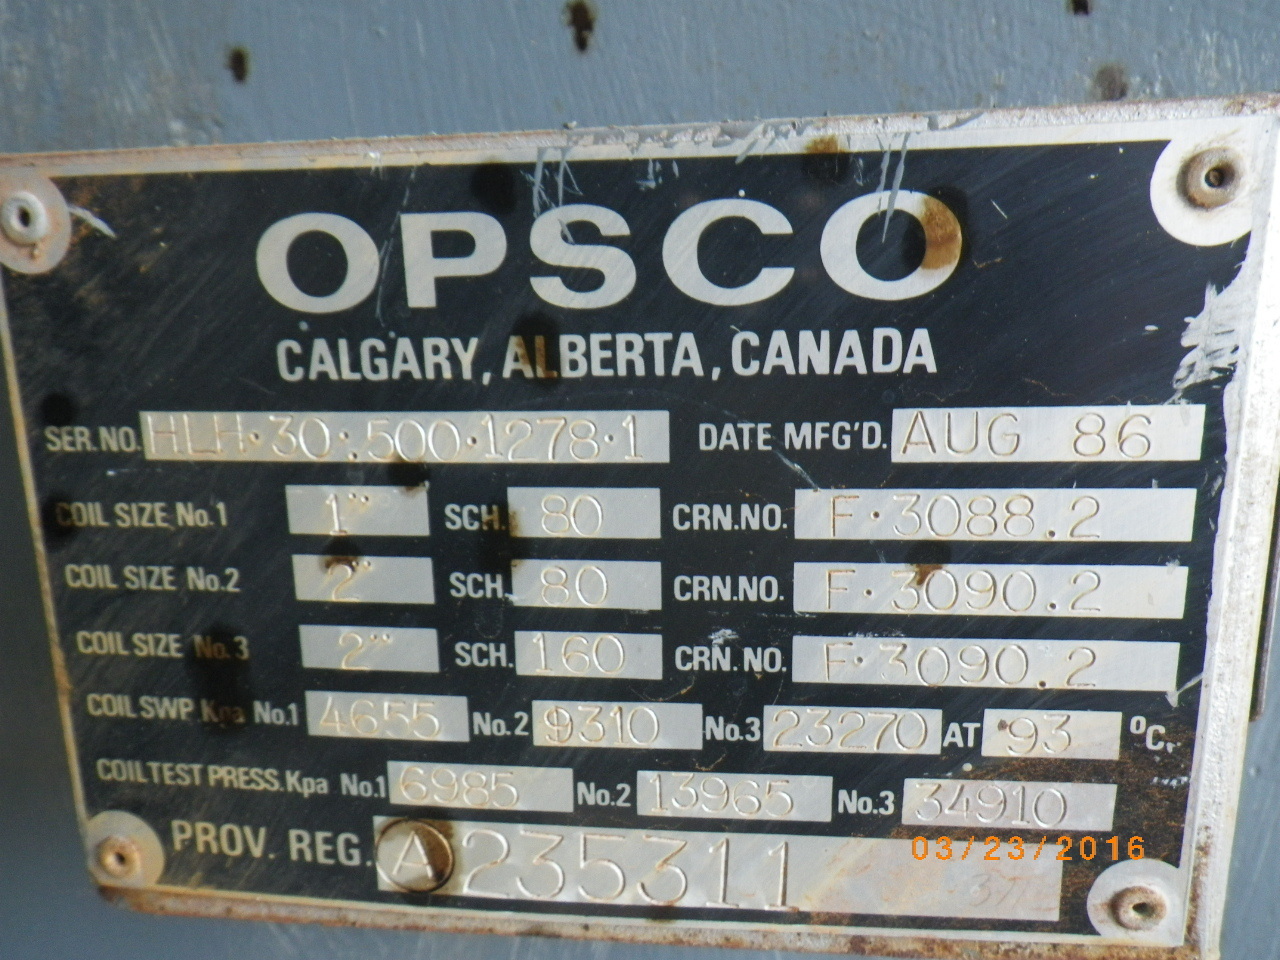 OPSCO
CALGARY, ALBERTA, CANADA
SER. NO. HLH·30:500·1278·1 DATE MFG'D. AUG 86
COIL SIZE No.1 1" SCH. 80 CRN.NO. F·3088.2
COIL SIZE No.2 2" SCH. 80 CRN.NO. F·3090.2
COIL SIZE No.3 2" SCH. 160 CRN.NO. F·3090.2
COIL SWP. Kpa No.1 4655 No.2 9310 No.3 23270 AT 93 °C.
COIL TEST PRESS. Kpa No.1 6985 No.2 13965 No.3 34910
PROV. REG. A 235311
03/23/2016